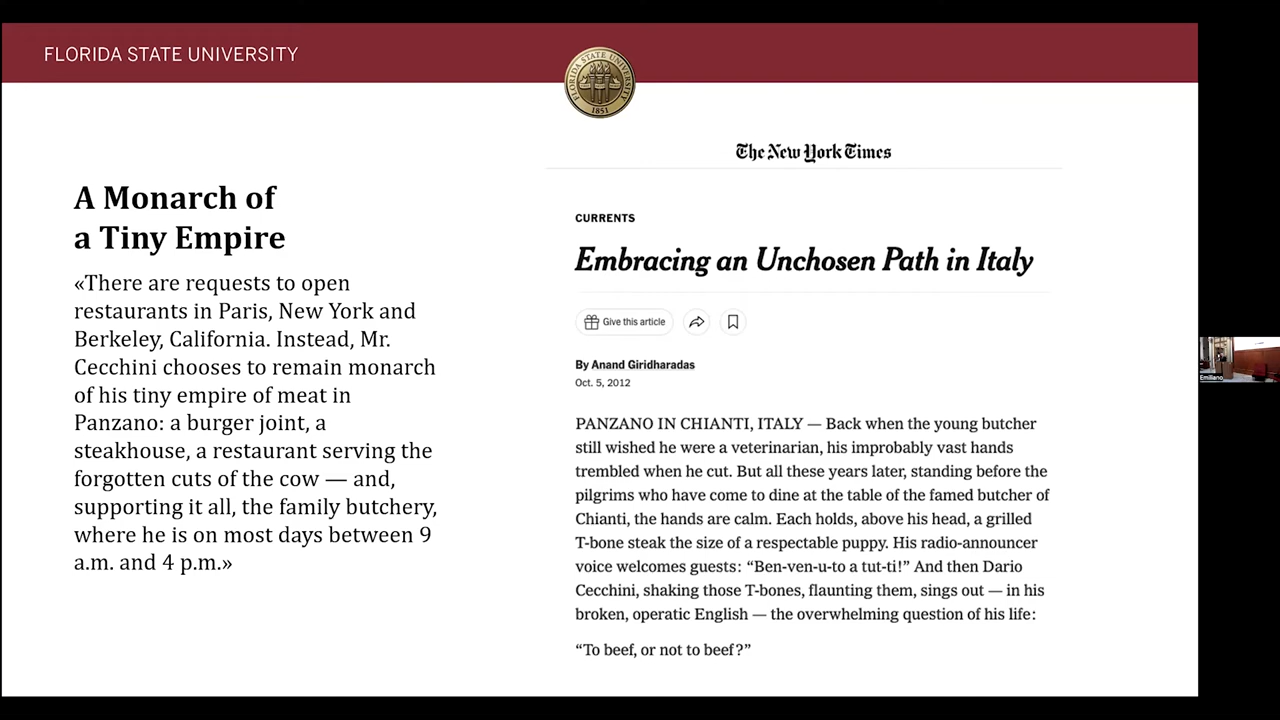 FLORIDA STATE UNIVERSITY
FLORIDA STATE UNIVERSITY
1851
A Monarch of
a Tiny Empire
«There are requests to open
restaurants in Paris, New York and
Berkeley, California. Instead, Mr.
Cecchini chooses to remain monarch
of his tiny empire of meat in
Panzano: a burger joint, a
steakhouse, a restaurant serving the
forgotten cuts of the cow — and,
supporting it all, the family butchery,
where he is on most days between 9
a.m. and 4 p.m.»
The New York Times
CURRENTS
Embracing an Unchosen Path in Italy
Give this article
By Anand Giridharadas
Oct. 5, 2012
PANZANO IN CHIANTI, ITALY — Back when the young butcher
still wished he were a veterinarian, his improbably vast hands
trembled when he cut. But all these years later, standing before the
pilgrims who have come to dine at the table of the famed butcher of
Chianti, the hands are calm. Each holds, above his head, a grilled
T-bone steak the size of a respectable puppy. His radio-announcer
voice welcomes guests: “Ben-ven-u-to a tut-ti!” And then Dario
Cecchini, shaking those T-bones, flaunting them, sings out — in his
broken, operatic English — the overwhelming question of his life:
“To beef, or not to beef?”
Emiliano